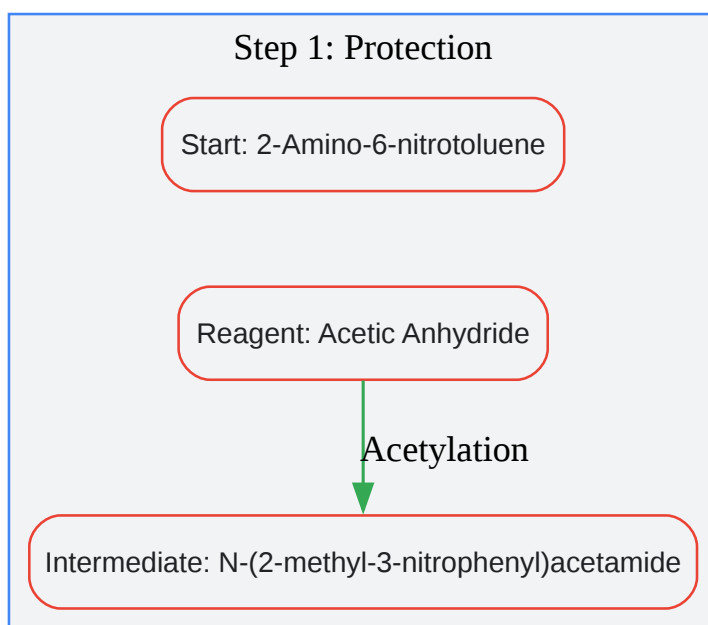 Step 1: Protection
Start: 2-Amino-6-nitrotoluene
Reagent: Acetic Anhydride
Acetylation
Intermediate: N-(2-methyl-3-nitrophenyl)acetamide